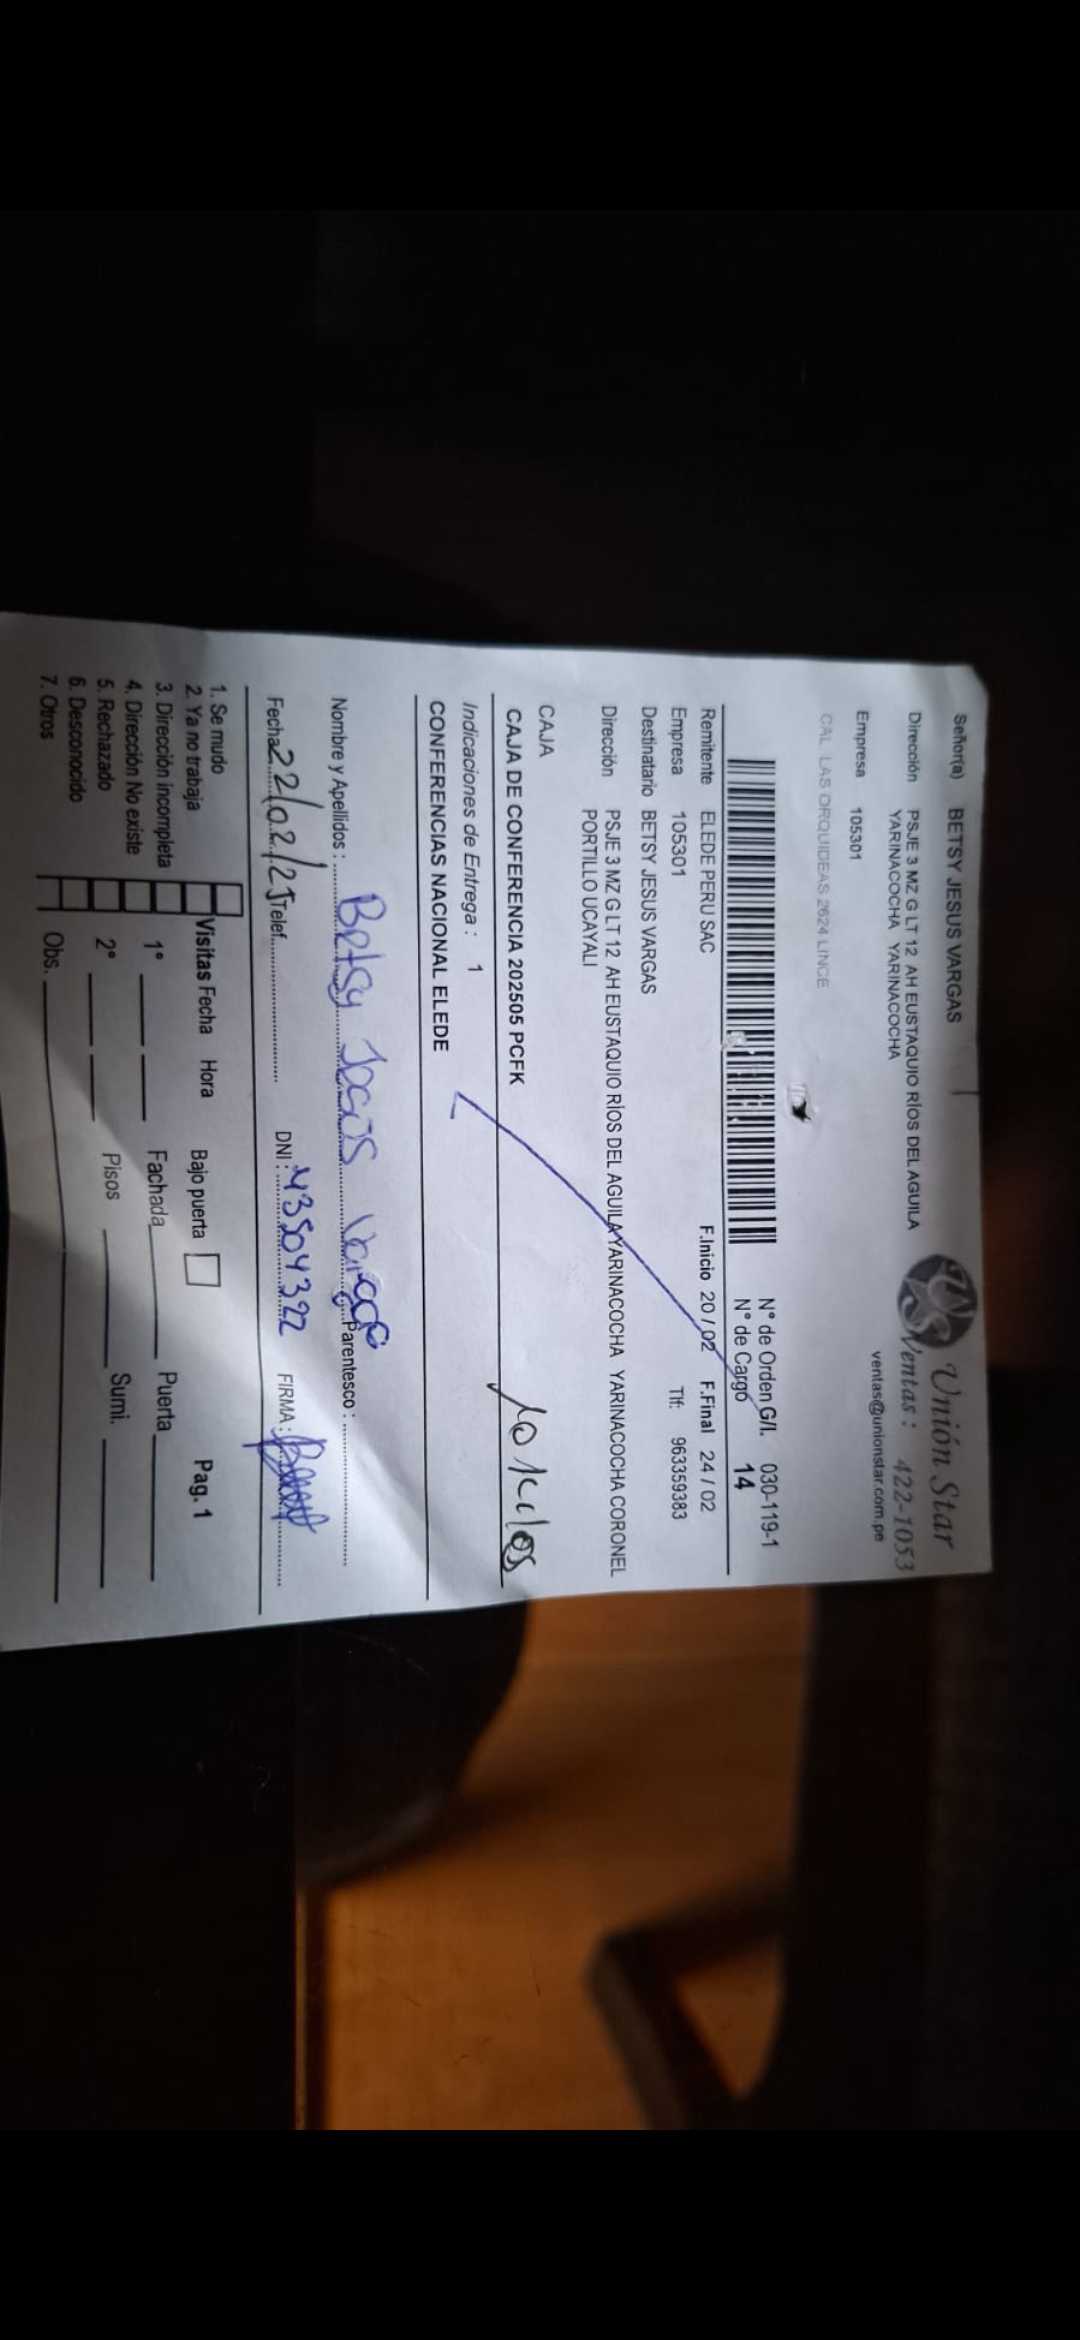 Señor(a) BETSY JESUS VARGAS
Unión Star
Dirección PSJE 3 MZ G LT 12 AH EUSTAQUIO RÍOS DEL AGUILA
YARINACOCHA YARINACOCHA
Ventas: 422-1053
ventas@unionstar.com.pe
Empresa 105301
CAL LAS ORQUIDEAS 2624 LINCE
N° de Orden G/I. 030-119-1
N° de Cargo 14
Remitente ELEDE PERU SAC F.Inicio 20 / 02 F.Final 24 / 02
Empresa 105301 Tlf: 963359383
Destinatario BETSY JESUS VARGAS
Dirección PSJE 3 MZ G LT 12 AH EUSTAQUIO RÍOS DEL AGUILA YARINACOCHA YARINACOCHA CORONEL
PORTILLO UCAYALI
CAJA
CAJA DE CONFERENCIA 202505 PCFK 10 Kilos
Indicaciones de Entrega : 1
CONFERENCIAS NACIONAL ELEDE
Nombre y Apellidos : Betsy Jesus Vargas Parentesco :
Fecha 22/02/25 Telef. DNI : 43504322 FIRMA :
1. Se mudo Visitas Fecha Hora Bajo puerta Pag. 1
2. Ya no trabaja
3. Dirección incompleta 1° Fachada Puerta
4. Dirección No existe
5. Rechazado 2° Pisos Sumi.
6. Desconocido
7. Otros Obs.